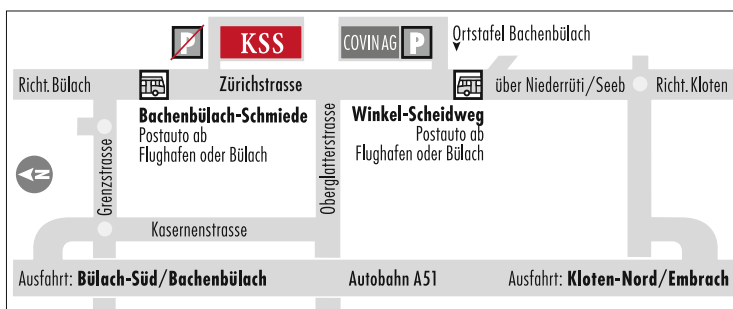 P
KSS
COVIN AG
P
Ortstafel Bachenbülach
Richt. Bülach
Zürichstrasse
über Niederrüti/Seeb
Richt. Kloten
Bachenbülach-Schmiede
Postauto ab
Flughafen oder Bülach
Winkel-Scheidweg
Postauto ab
Flughafen oder Bülach
Grenzstrasse
Oberglatterstrasse
N
Kasernenstrasse
Ausfahrt: Bülach-Süd/Bachenbülach
Autobahn A51
Ausfahrt: Kloten-Nord/Embrach